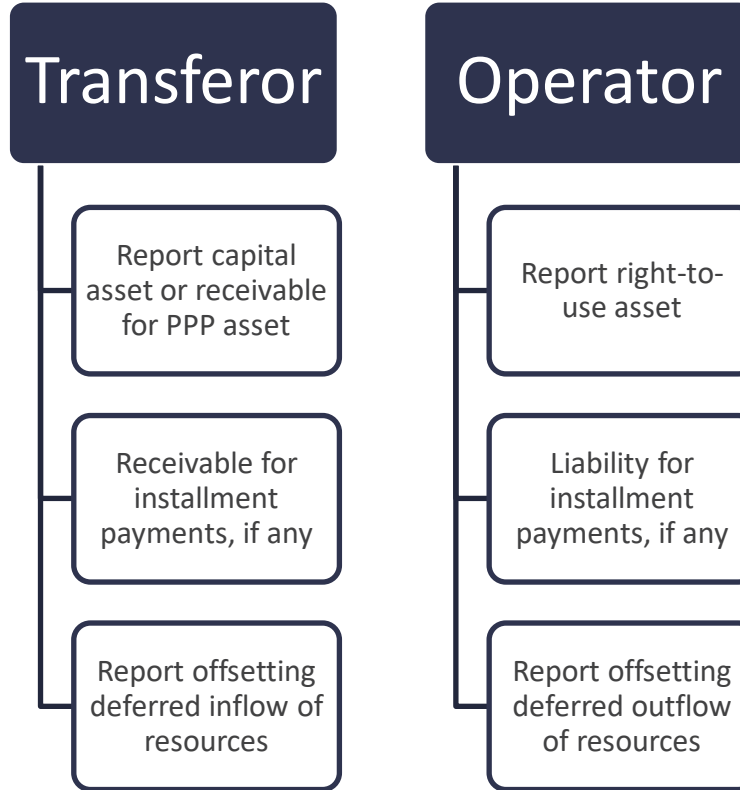 Transferor
Report capital
asset or receivable
for PPP asset
Receivable for
installment
payments, if any
Report offsetting
deferred inflow of
resources
Operator
Report right-to-
use asset
Liability for
installment
payments, if any
Report offsetting
deferred outflow
of resources